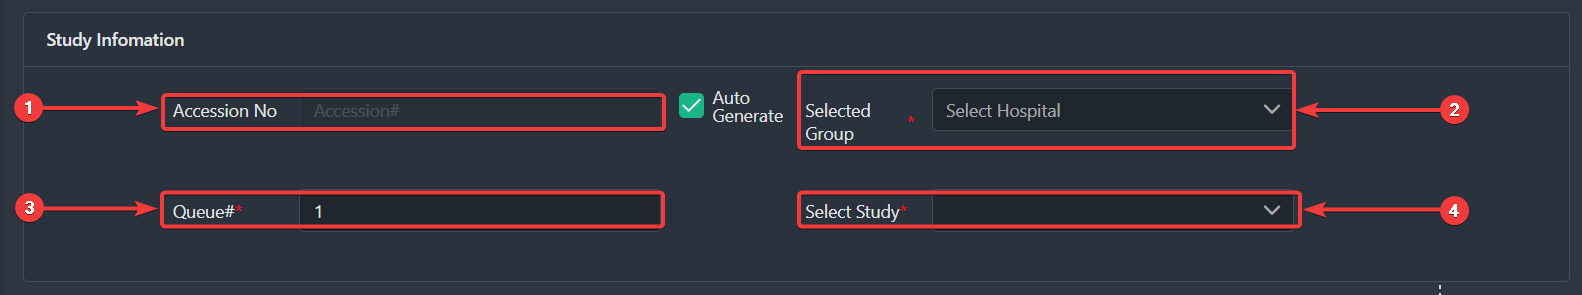 Study Infomation
1
Accession No
Accession#
Auto
Generate
Selected
Group
*
Select Hospital
2
3
Queue#*
1
Select Study*
4